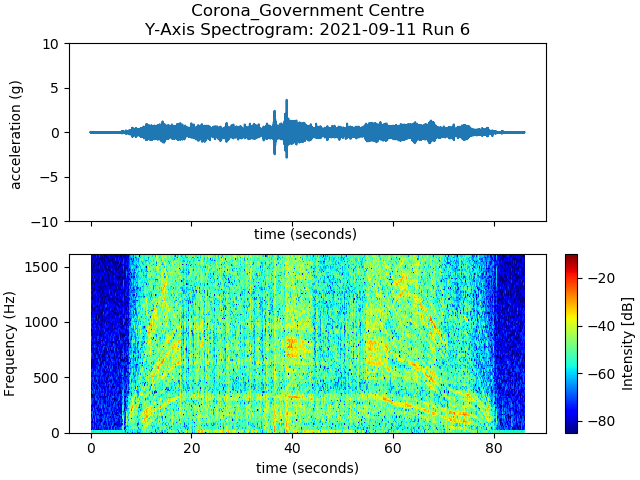 Corona_Government Centre
Y-Axis Spectrogram: 2021-09-11 Run 6
10
5
0
−5
−10
acceleration (g)
time (seconds)
1500
1000
500
0
Frequency (Hz)
0 20 40 60 80
time (seconds)
−20
−40
−60
−80
Intensity [dB]